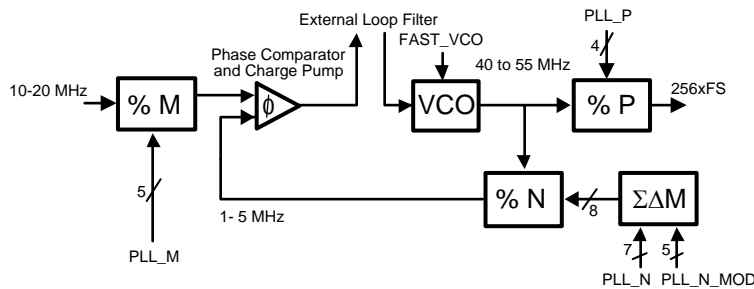 PLL_P
External Loop Filter
FAST_VCO
4
Phase Comparator
and Charge Pump
40 to 55 MHz
10-20 MHz
256xFS
% M
ϕ
VCO
% P
5
% N
8
ΣΔM
1- 5 MHz
7
5
PLL_M
PLL_N
PLL_N_MOD